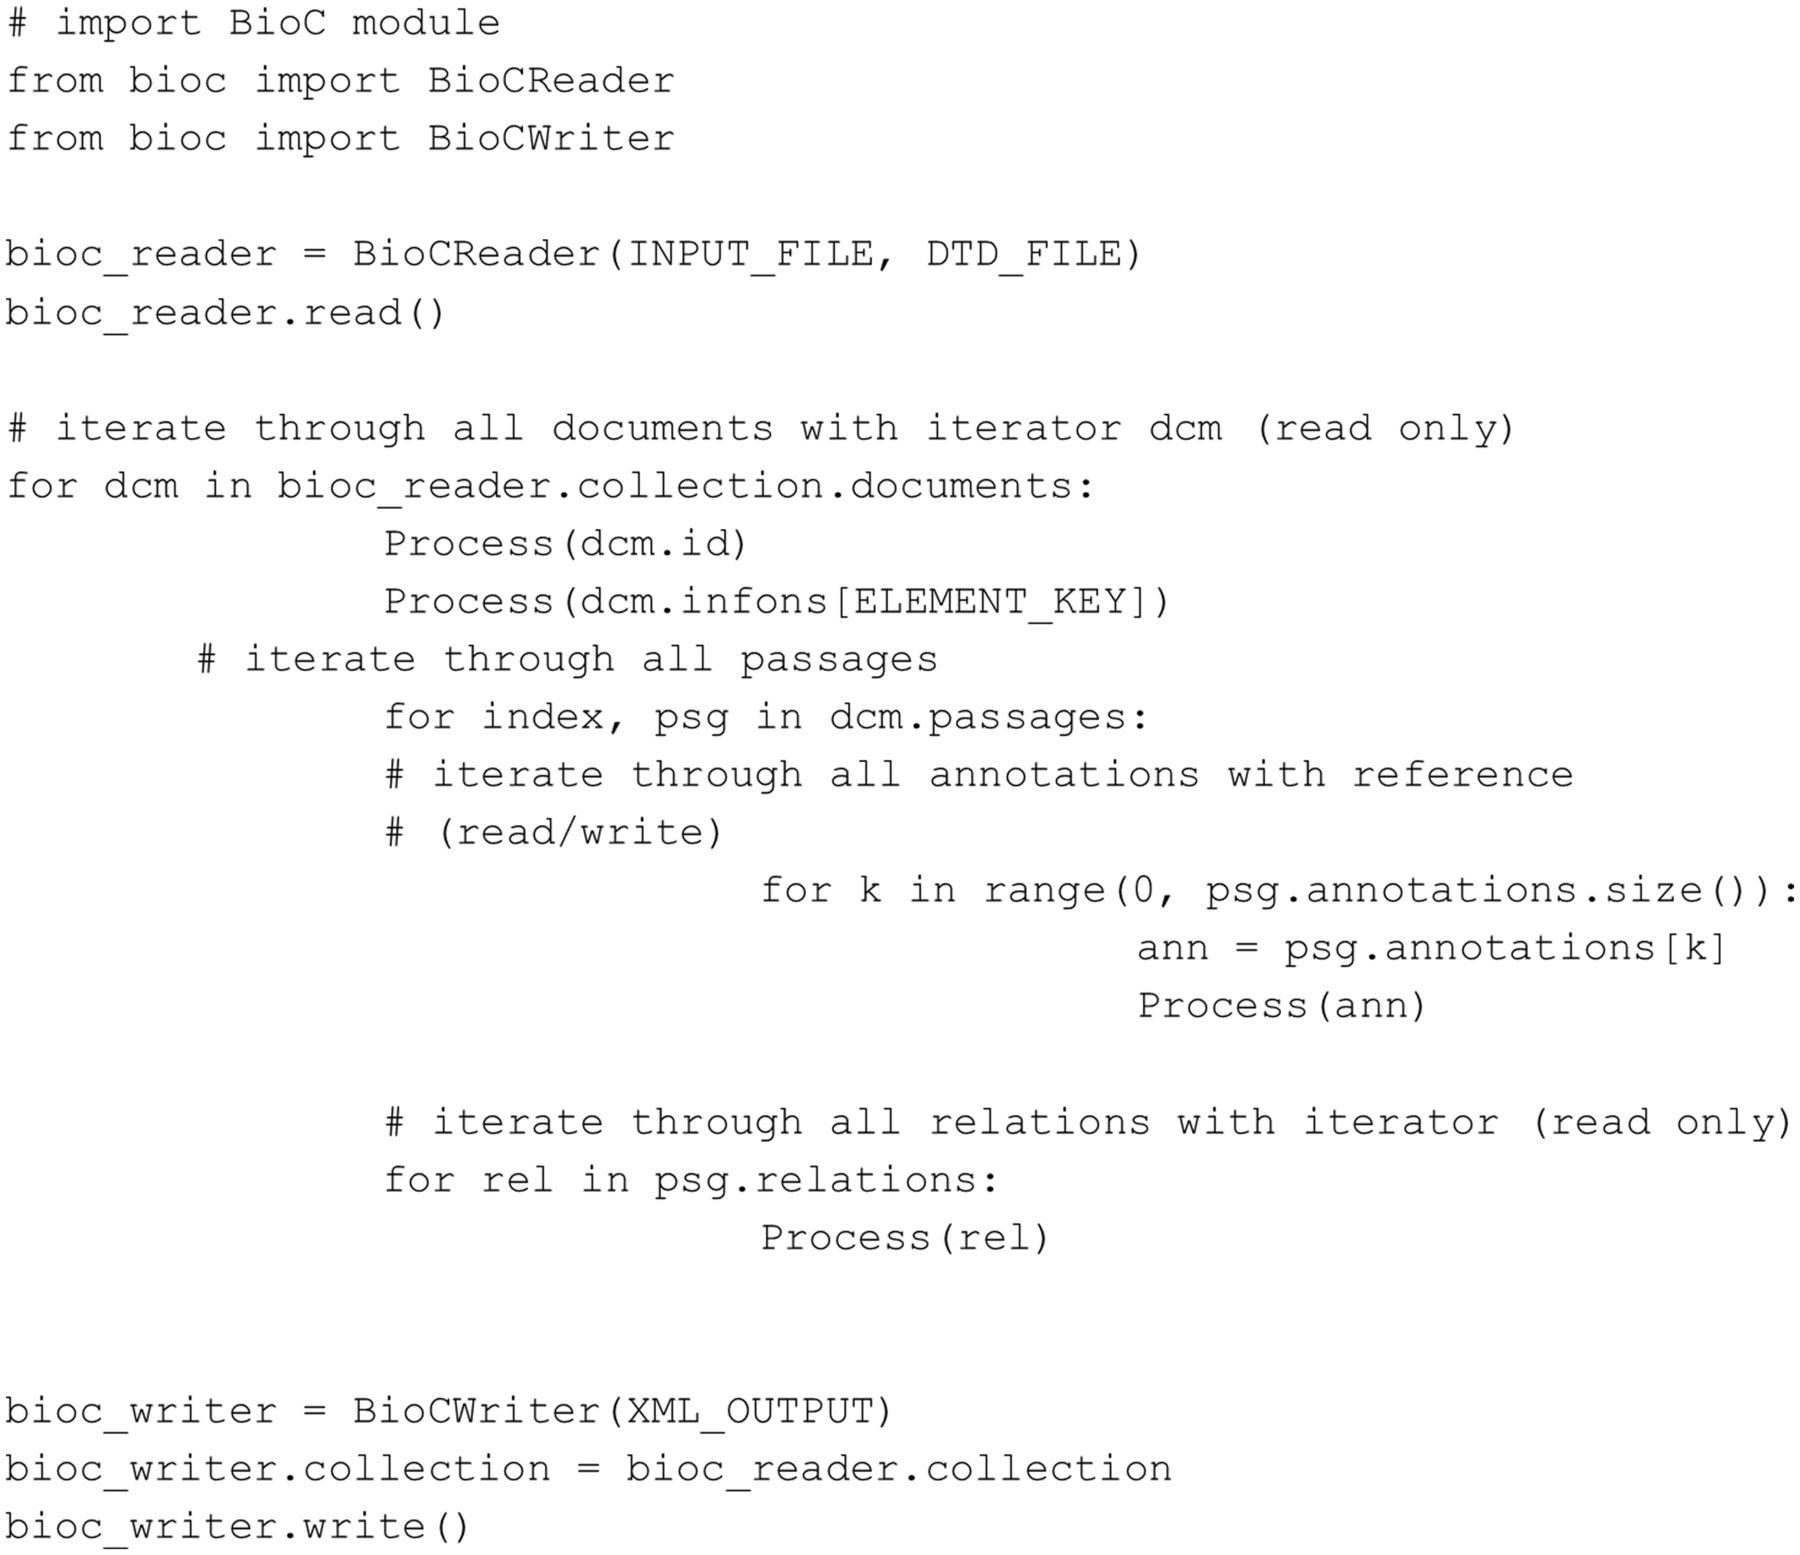 # import BioC module
from bioc import BioCReader
from bioc import BioCWriter
bioc_reader = BioCReader(INPUT_FILE, DTD_FILE)
bioc_reader.read()
# iterate through all documents with iterator dcm (read only)
for dcm in bioc_reader.collection.documents:
Process(dcm.id)
Process(dcm.infons[ELEMENT_KEY])
# iterate through all passages
for index, psg in dcm.passages:
# iterate through all annotations with reference
# (read/write)
for k in range(0, psg.annotations.size()):
ann = psg.annotations[k]
Process(ann)
# iterate through all relations with iterator (read only)
for rel in psg.relations:
Process(rel)
bioc_writer = BioCWriter(XML_OUTPUT)
bioc_writer.collection = bioc_reader.collection
bioc_writer.write()